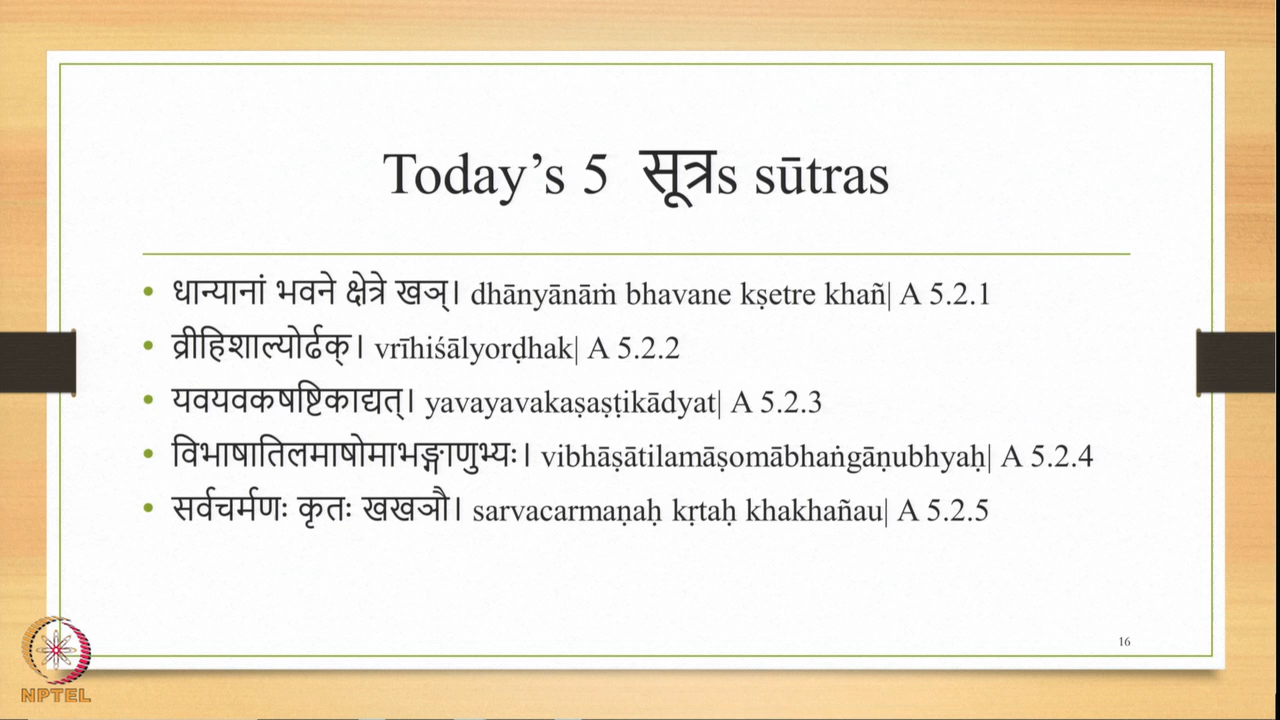 Today’s 5 सूत्रs sūtras
• धान्यानां भवने क्षेत्रे खञ्। dhānyānāṁ bhavane kṣetre khañ| A 5.2.1
• व्रीहिशाल्योर्ढक्। vrīhiśālyorḍhak| A 5.2.2
• यवयवकषष्टिकाद्यत्। yavayavakaṣaṣṭikādyat| A 5.2.3
• विभाषातिलमाषोमाभङ्गाणुभ्यः। vibhāṣātilamāṣomābhaṅgāṇubhyaḥ| A 5.2.4
• सर्वचर्मणः कृतः खखञौ। sarvacarmaṇaḥ kṛtaḥ khakhañau| A 5.2.5
16
NPTEL